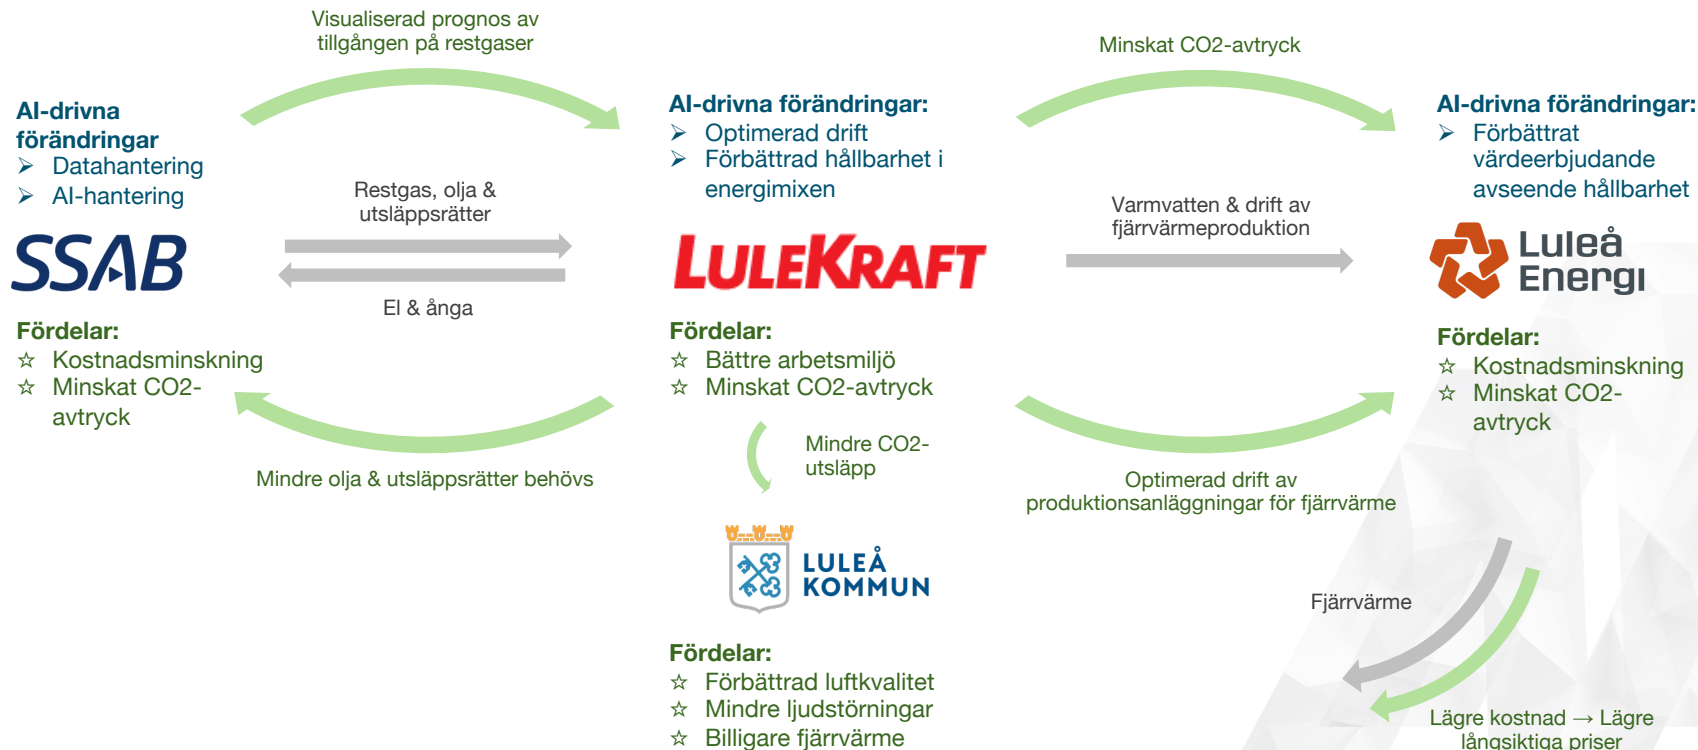 Visualiserad prognos av
tillgången på restgaser
Minskat CO2-avtryck
AI-drivna
förändringar
➢ Datahantering
➢ AI-hantering
Restgas, olja &
utsläppsrätter
El & ånga
SSAB
Fördelar:
☆ Kostnadsminskning
☆ Minskat CO2-
avtryck
Mindre olja & utsläppsrätter behövs
AI-drivna förändringar:
➢ Optimerad drift
➢ Förbättrad hållbarhet i
energimixen
LULEKRAFT
Fördelar:
☆ Bättre arbetsmiljö
☆ Minskat CO2-avtryck
Mindre CO2-
utsläpp
LULEÅ
KOMMUN
Fördelar:
☆ Förbättrad luftkvalitet
☆ Mindre ljudstörningar
☆ Billigare fjärrvärme
Varmvatten & drift av
fjärrvärmeproduktion
Optimerad drift av
produktionsanläggningar för fjärrvärme
AI-drivna förändringar:
➢ Förbättrat
värdeerbjudande
avseende hållbarhet
Luleå
Energi
Fördelar:
☆ Kostnadsminskning
☆ Minskat CO2-
avtryck
Fjärrvärme
Lägre kostnad → Lägre
långsiktiga priser